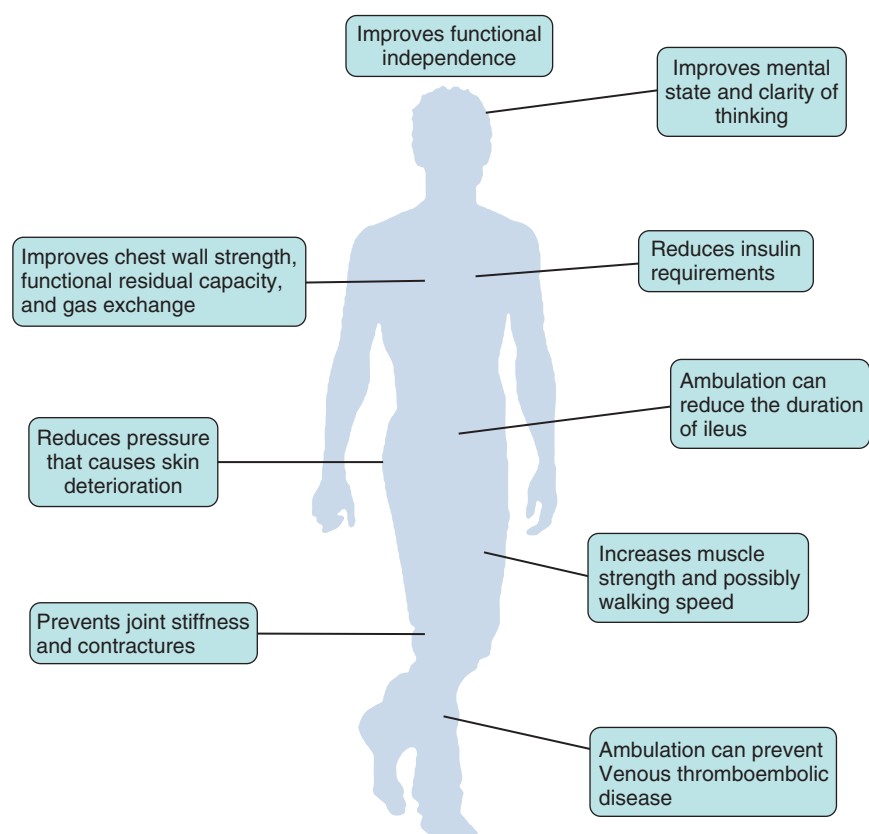 Improves functional
independence
Improves mental
state and clarity of
thinking
Improves chest wall strength,
functional residual capacity,
and gas exchange
Reduces insulin
requirements
Ambulation can
reduce the duration
of ileus
Reduces pressure
that causes skin
deterioration
Increases muscle
strength and possibly
walking speed
Prevents joint stiffness
and contractures
Ambulation can prevent
Venous thromboembolic
disease